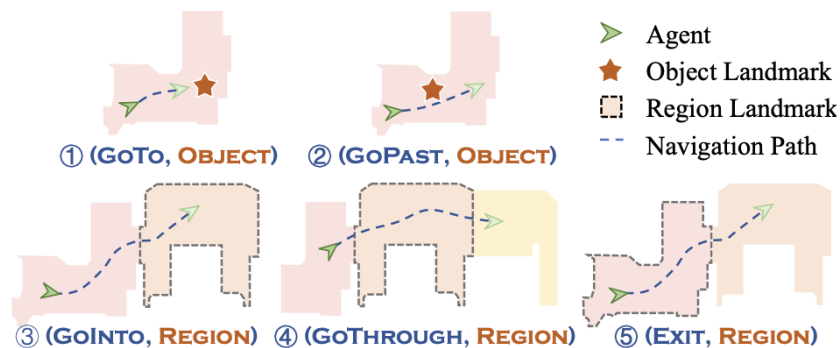 Agent
Object Landmark
Region Landmark
Navigation Path
① (GOTO, OBJECT)
② (GOPAST, OBJECT)
③ (GOINTO, REGION)
④ (GOTHROUGH, REGION)
⑤ (EXIT, REGION)